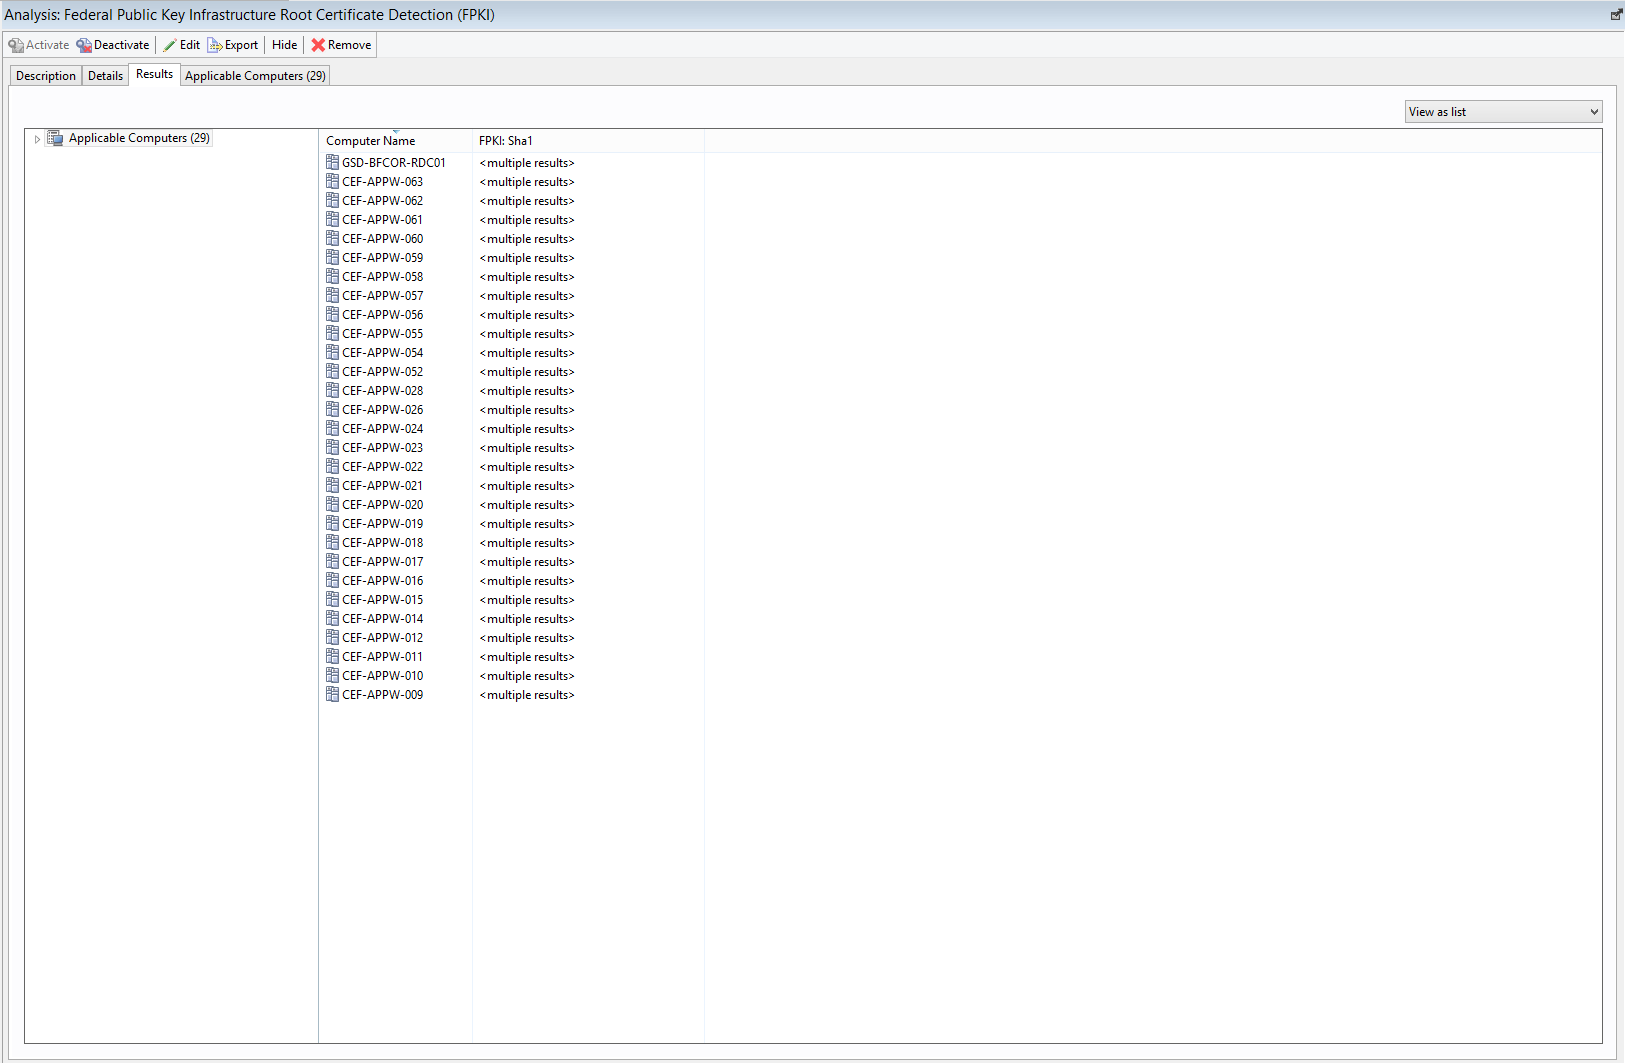 Analysis: Federal Public Key Infrastructure Root Certificate Detection (FPKI)
Activate Deactivate Edit Export Hide Remove
Description Details Results Applicable Computers (29)
View as list
Applicable Computers (29)
Computer Name FPKI: Sha1
GSD-BFCOR-RDC01 <multiple results>
CEF-APPW-063 <multiple results>
CEF-APPW-062 <multiple results>
CEF-APPW-061 <multiple results>
CEF-APPW-060 <multiple results>
CEF-APPW-059 <multiple results>
CEF-APPW-058 <multiple results>
CEF-APPW-057 <multiple results>
CEF-APPW-056 <multiple results>
CEF-APPW-055 <multiple results>
CEF-APPW-054 <multiple results>
CEF-APPW-052 <multiple results>
CEF-APPW-028 <multiple results>
CEF-APPW-026 <multiple results>
CEF-APPW-024 <multiple results>
CEF-APPW-023 <multiple results>
CEF-APPW-022 <multiple results>
CEF-APPW-021 <multiple results>
CEF-APPW-020 <multiple results>
CEF-APPW-019 <multiple results>
CEF-APPW-018 <multiple results>
CEF-APPW-017 <multiple results>
CEF-APPW-016 <multiple results>
CEF-APPW-015 <multiple results>
CEF-APPW-014 <multiple results>
CEF-APPW-012 <multiple results>
CEF-APPW-011 <multiple results>
CEF-APPW-010 <multiple results>
CEF-APPW-009 <multiple results>